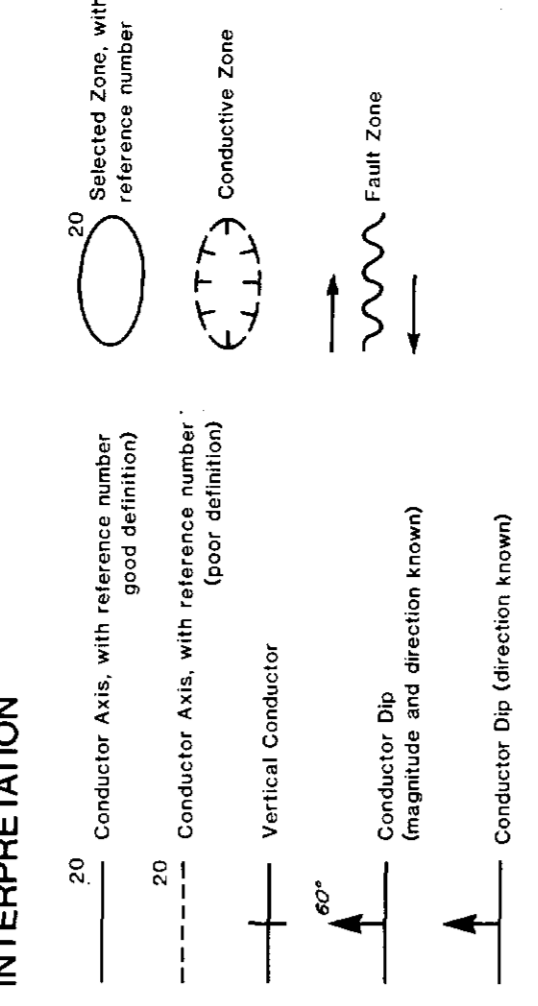 INTERPRETATION
20
Conductor Axis, with reference number
good definition)
20
Conductor Axis, with reference number
(poor definition)
Vertical Conductor
60°
Conductor Dip
(magnitude and direction known)
Conductor Dip (direction known)
20
Selected Zone, with
reference number
Conductive Zone
Fault Zone